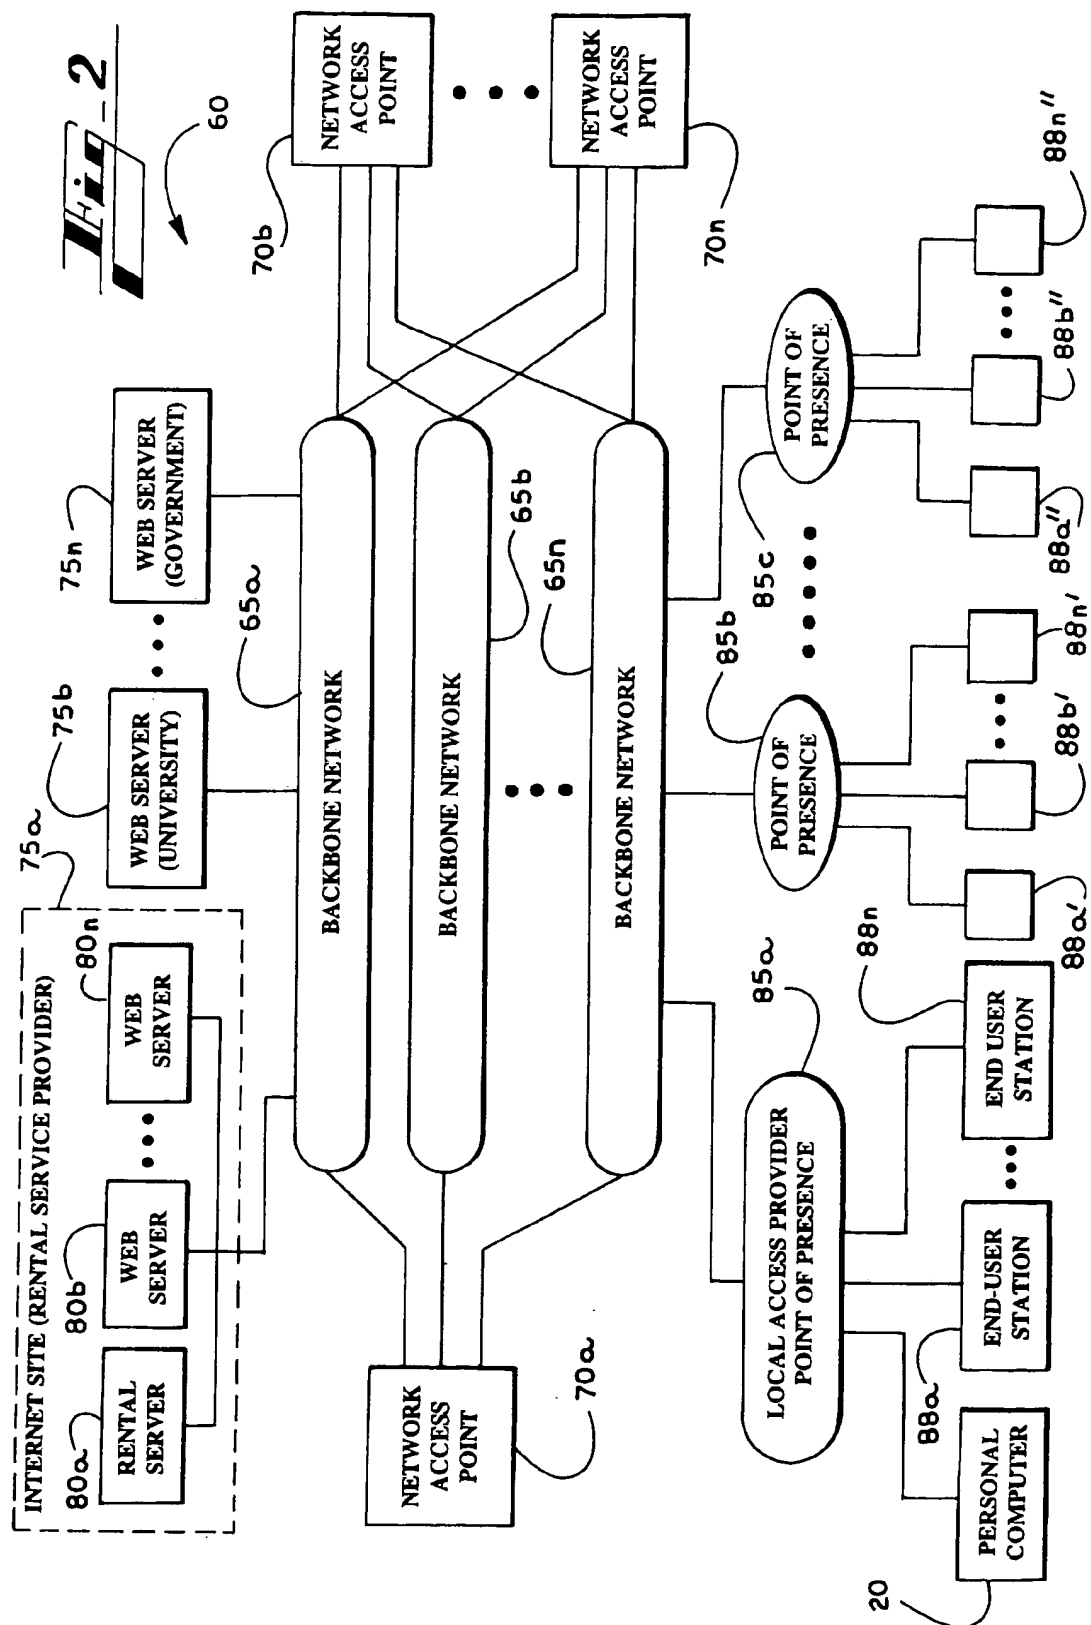 Fig_2
60
INTERNET SITE (RENTAL SERVICE PROVIDER)
75a
80a
RENTAL
SERVER
80b
WEB
SERVER
80n
WEB
SERVER
75b
WEB SERVER
(UNIVERSITY)
75n
WEB SERVER
(GOVERNMENT)
65a
BACKBONE NETWORK
BACKBONE NETWORK
65b
65n
BACKBONE NETWORK
NETWORK
ACCESS
POINT
70a
70b
NETWORK
ACCESS
POINT
NETWORK
ACCESS
POINT
70n
LOCAL ACCESS PROVIDER
POINT OF PRESENCE
85a
85b
POINT OF
PRESENCE
85c
POINT OF
PRESENCE
20
PERSONAL
COMPUTER
88a
END-USER
STATION
88n
END USER
STATION
88a'
88b'
88n'
88a"
88b"
88n"